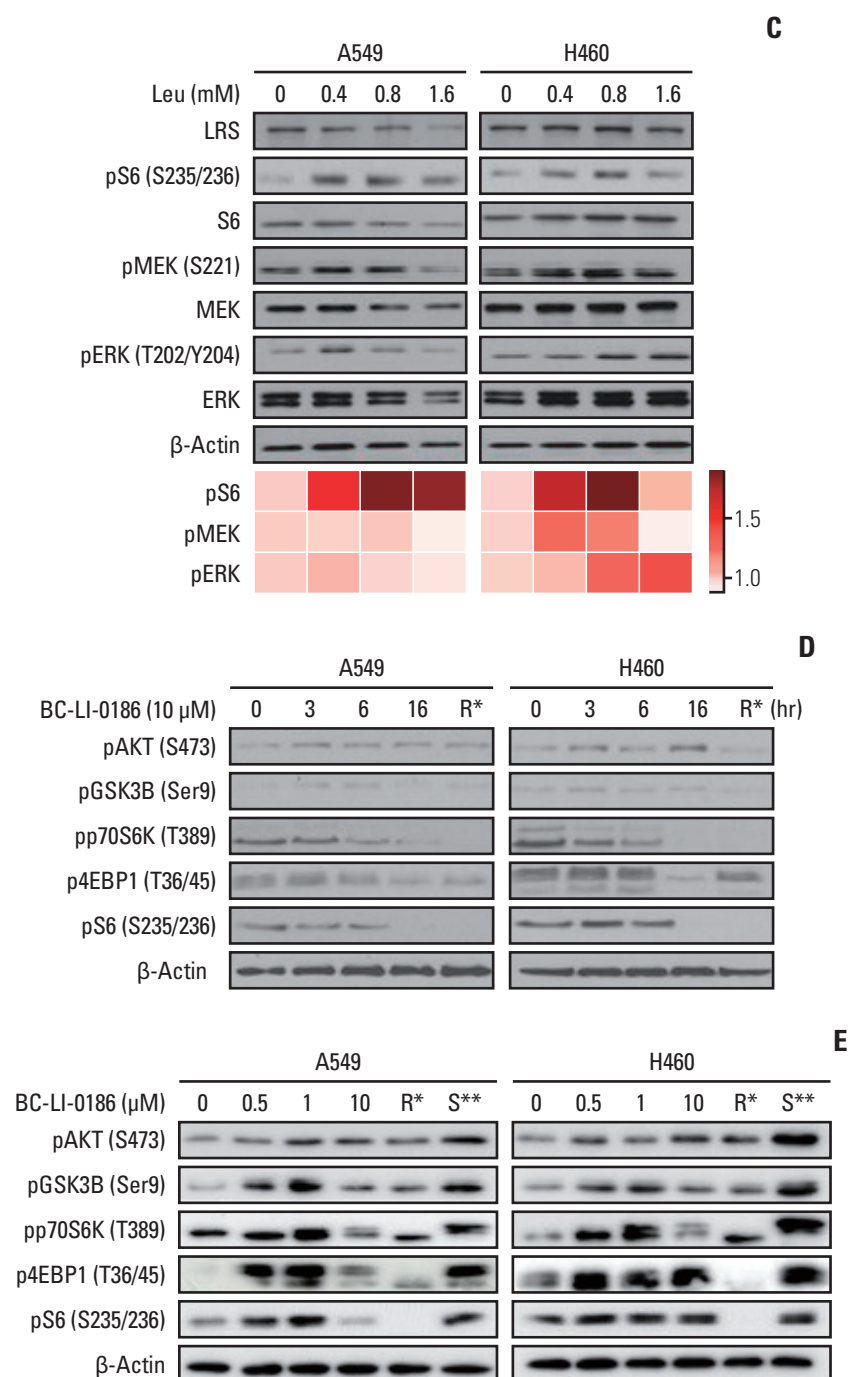 C
A549 H460
Leu (mM) 0 0.4 0.8 1.6 0 0.4 0.8 1.6
LRS
pS6 (S235/236)
S6
pMEK (S221)
MEK
pERK (T202/Y204)
ERK
β-Actin
pS6
pMEK
pERK
1.5
1.0
D
A549 H460
BC-LI-0186 (10 μM) 0 3 6 16 R* 0 3 6 16 R* (hr)
pAKT (S473)
pGSK3B (Ser9)
pp70S6K (T389)
p4EBP1 (T36/45)
pS6 (S235/236)
β-Actin
E
A549 H460
BC-LI-0186 (μM) 0 0.5 1 10 R* S** 0 0.5 1 10 R* S**
pAKT (S473)
pGSK3B (Ser9)
pp70S6K (T389)
p4EBP1 (T36/45)
pS6 (S235/236)
β-Actin